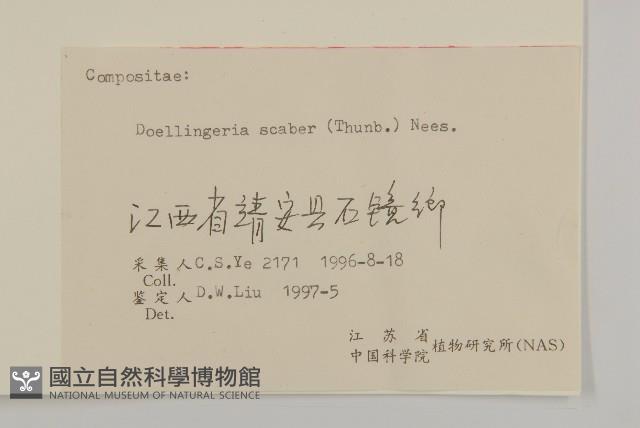 Compositae:
Doellingeria scaber (Thunb.) Nees.
江西省靖安县石镜鄉
采集人 C.S.Ye 2171 1996-8-18
Coll.
鉴定人 D.W.Liu 1997-5
Det.
江苏省
中国科学院 植物研究所(NAS)
國立自然科學博物館
NATIONAL MUSEUM OF NATURAL SCIENCE